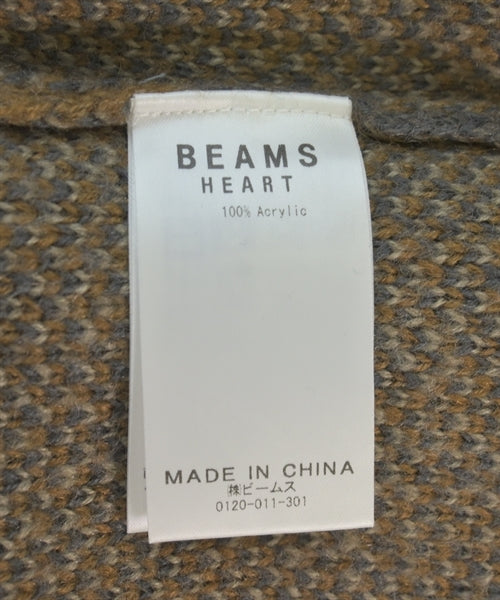 BEAMS
HEART
100% Acrylic
MADE IN CHINA
㈱ビームス
0120-011-301